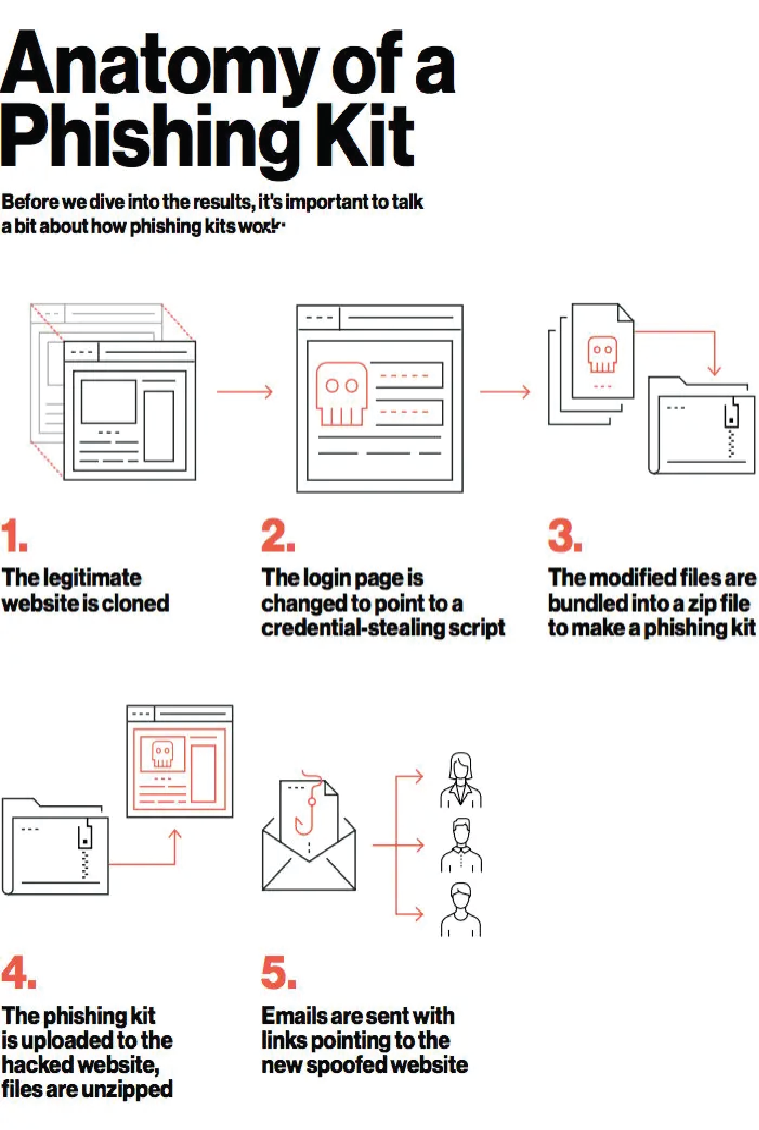 Anatomy of a
Phishing Kit
Before we dive into the results, it's important to talk
a bit about how phishing kits work.
1.
The legitimate
website is cloned
2.
The login page is
changed to point to a
credential-stealing script
3.
The modified files are
bundled into a zip file
to make a phishing kit
4.
The phishing kit
is uploaded to the
hacked website,
files are unzipped
5.
Emails are sent with
links pointing to the
new spoofed website